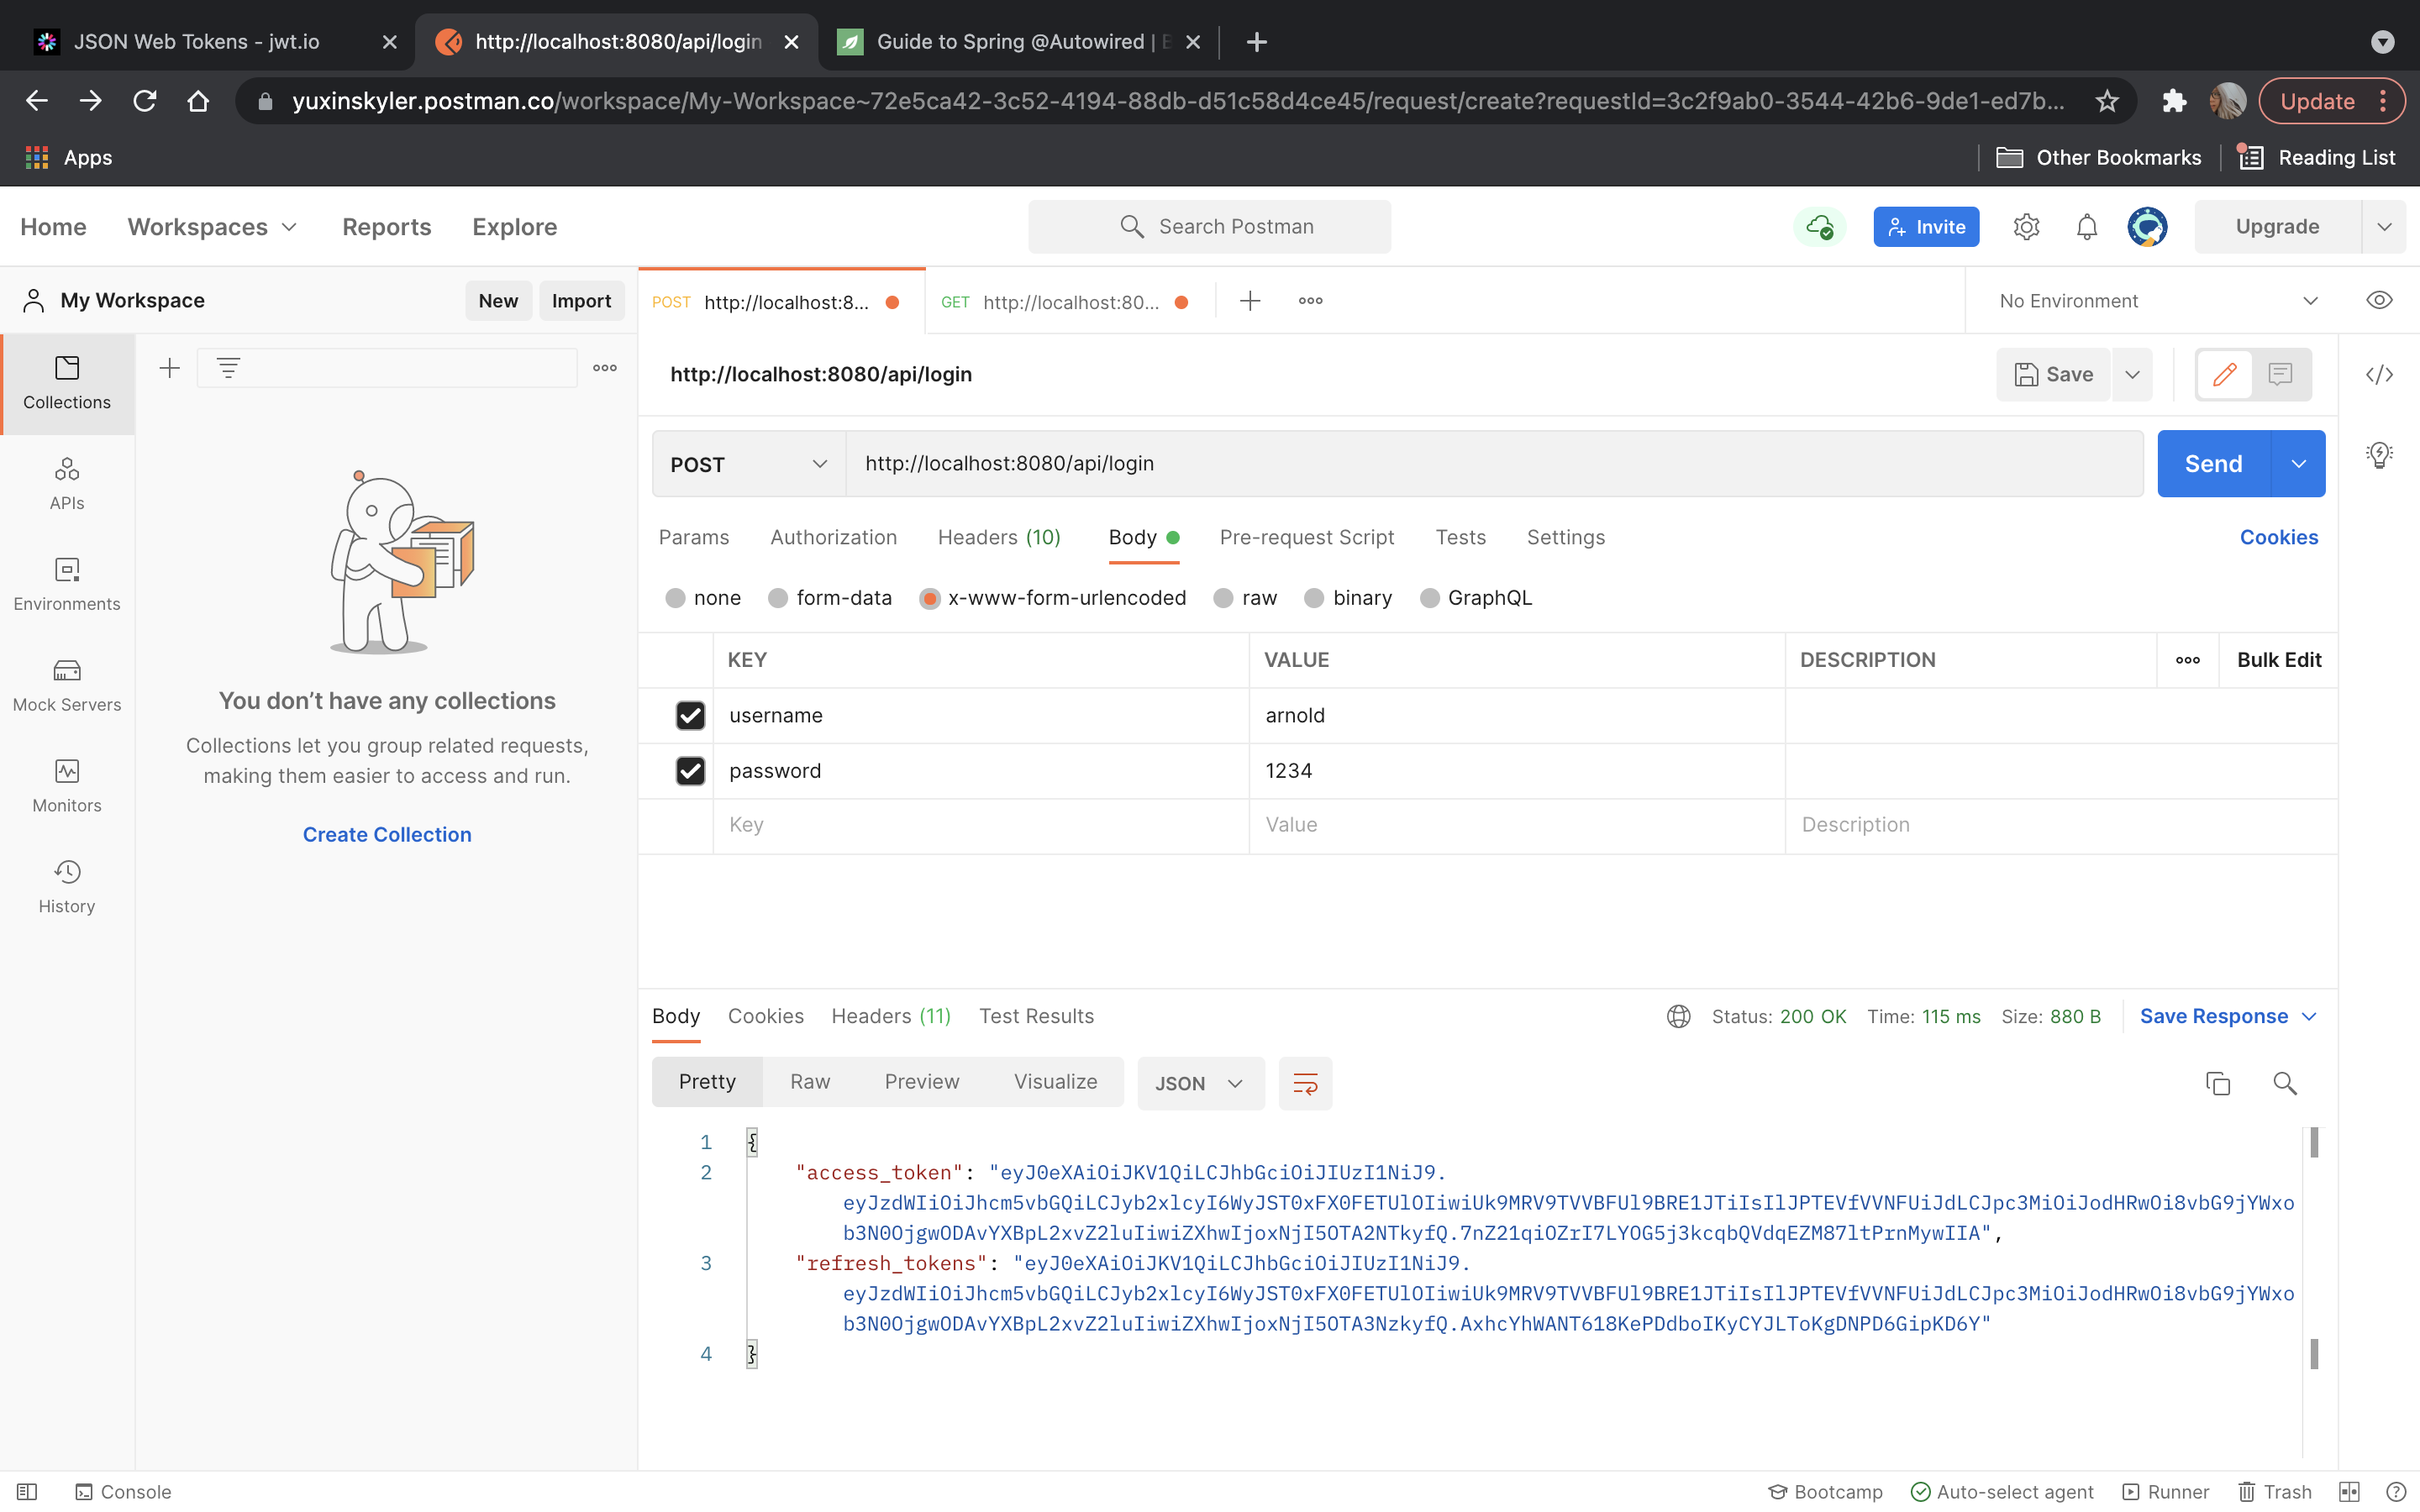 JSON Web Tokens - jwt.io
http://localhost:8080/api/login
Guide to Spring @Autowired |
yuxinskyler.postman.co/workspace/My-Workspace~72e5ca42-3c52-4194-88db-d51c58d4ce45/request/create?requestId=3c2f9ab0-3544-42b6-9de1-ed7b...
Update
Apps
Other Bookmarks
Reading List
Home
Workspaces
Reports
Explore
Search Postman
Invite
Upgrade
My Workspace
New
Import
POST http://localhost:8...
GET http://localhost:80...
No Environment
Collections
APIs
Environments
Mock Servers
Monitors
History
You don’t have any collections
Collections let you group related requests,
making them easier to access and run.
Create Collection
http://localhost:8080/api/login
Save
POST
http://localhost:8080/api/login
Send
Params
Authorization
Headers (10)
Body
Pre-request Script
Tests
Settings
Cookies
none
form-data
x-www-form-urlencoded
raw
binary
GraphQL
KEY
VALUE
DESCRIPTION
Bulk Edit
username
arnold
password
1234
Key
Value
Description
Body
Cookies
Headers (11)
Test Results
Status: 200 OK
Time: 115 ms
Size: 880 B
Save Response
Pretty
Raw
Preview
Visualize
JSON
1 {
2 "access_token": "eyJ0eXAiOiJKV1QiLCJhbGciOiJIUzI1NiJ9.
eyJzdWIiOiJhcm5vbGQiLCJyb2xlcyI6WyJST0xFX0FETUlOIiwiUk9MRV9TVVBFUl9BRE1JTiIsIlJPTEVfVVNFUiJdLCJpc3MiOiJodHRwOi8vbG9jYWxo
b3N0OjgwODAvYXBpL2xvZ2luIiwiZXhwIjoxNjI5OTA2NTkyfQ.7nZ21qiOZrI7LYOG5j3kcqbQVdqEZM87ltPrnMywIIA",
3 "refresh_tokens": "eyJ0eXAiOiJKV1QiLCJhbGciOiJIUzI1NiJ9.
eyJzdWIiOiJhcm5vbGQiLCJyb2xlcyI6WyJST0xFX0FETUlOIiwiUk9MRV9TVVBFUl9BRE1JTiIsIlJPTEVfVVNFUiJdLCJpc3MiOiJodHRwOi8vbG9jYWxo
b3N0OjgwODAvYXBpL2xvZ2luIiwiZXhwIjoxNjI5OTA3NzkyfQ.AxhcYhWANT618KePDdboIKyCYJLToKgDNPD6GipKD6Y"
4 }
Console
Bootcamp
Auto-select agent
Runner
Trash